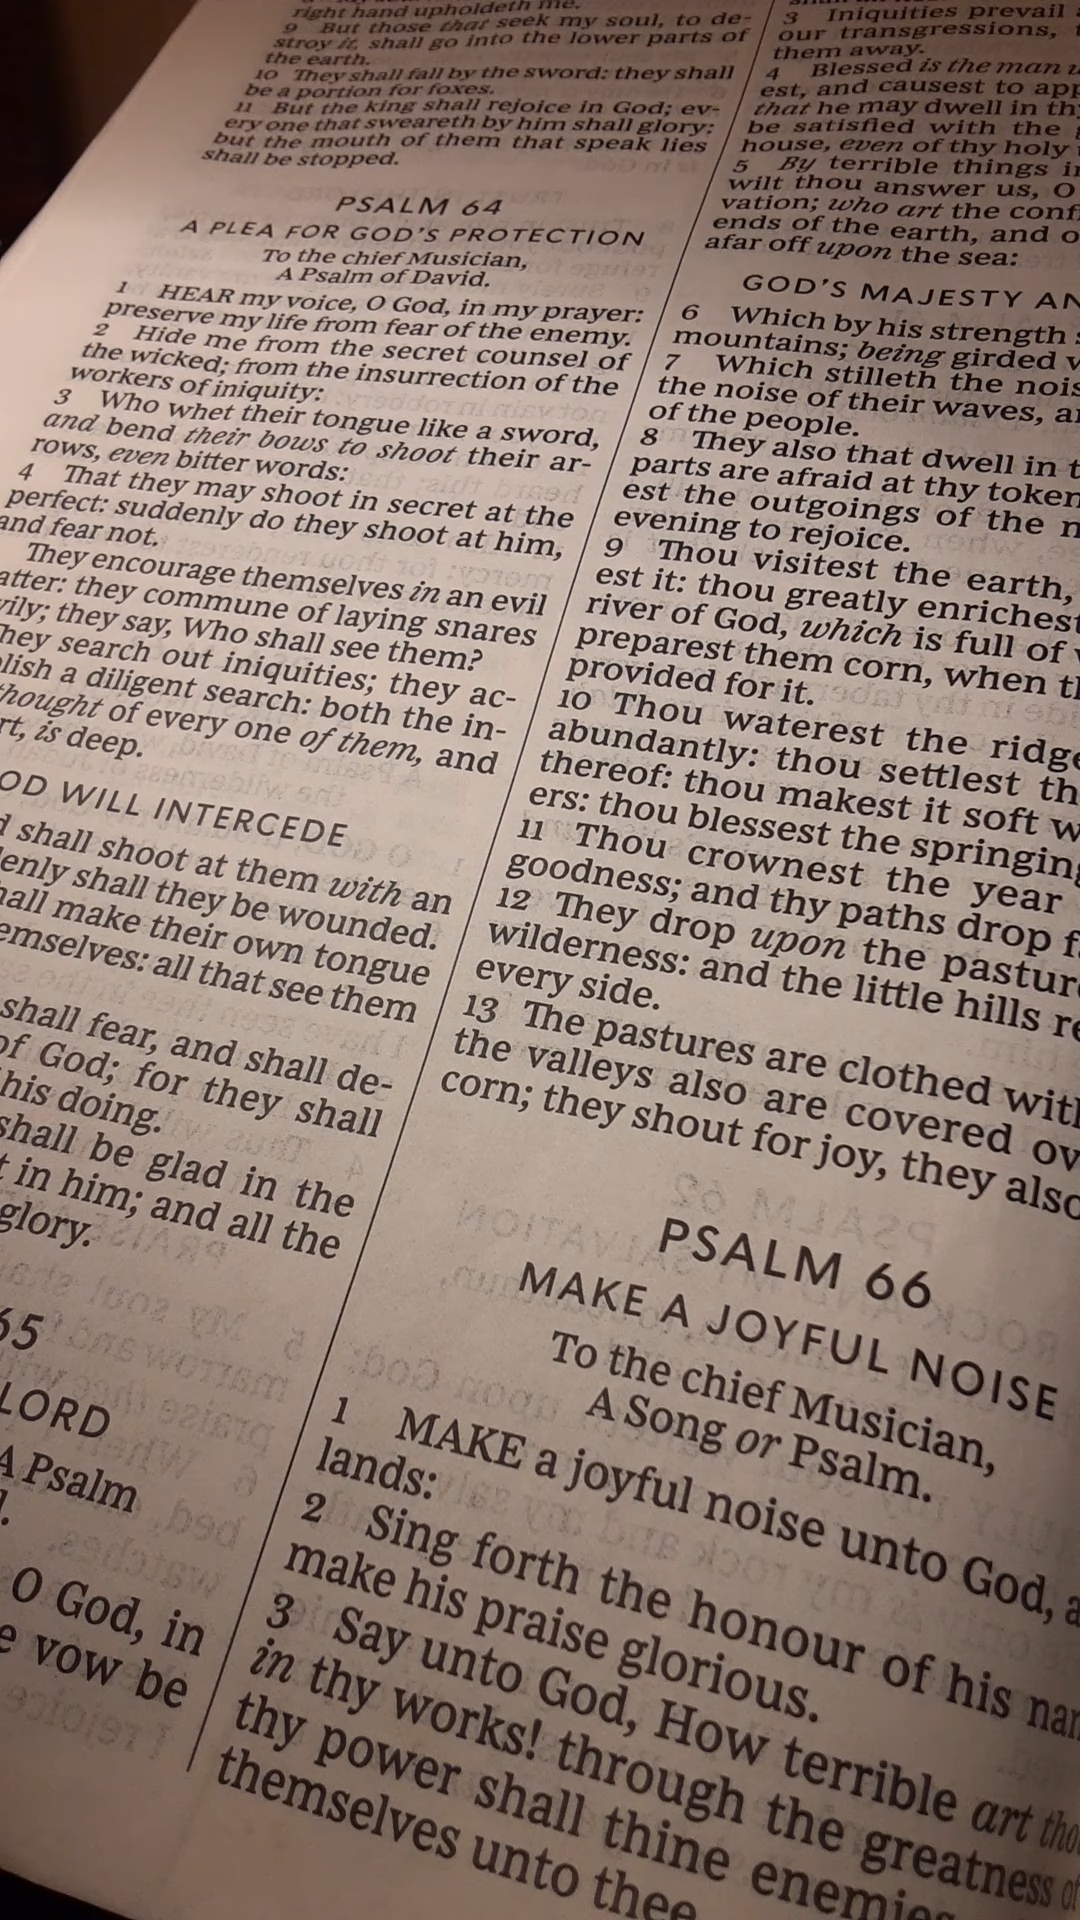 right hand upholdeth me.
9 But those that seek my soul, to de-
stroy it, shall go into the lower parts of
the earth.
10 They shall fall by the sword: they shall
be a portion for foxes.
11 But the king shall rejoice in God; ev-
ery one that sweareth by him shall glory:
but the mouth of them that speak lies
shall be stopped.
PSALM 64
A PLEA FOR GOD'S PROTECTION
To the chief Musician,
A Psalm of David.
1 HEAR my voice, O God, in my prayer:
preserve my life from fear of the enemy.
2 Hide me from the secret counsel of
the wicked; from the insurrection of the
workers of iniquity:
3 Who whet their tongue like a sword,
and bend their bows to shoot their ar-
rows, even bitter words:
4 That they may shoot in secret at the
perfect: suddenly do they shoot at him,
and fear not.
They encourage themselves in an evil
atter: they commune of laying snares
vily; they say, Who shall see them?
hey search out iniquities; they ac-
lish a diligent search: both the in-
thought of every one of them, and
rt, is deep.
OD WILL INTERCEDE
d shall shoot at them with an
enly shall they be wounded.
hall make their own tongue
emselves: all that see them
shall fear, and shall de-
of God; for they shall
his doing.
shall be glad in the
t in him; and all the
glory.
65
LORD
A Psalm
O God, in
e vow be
3 Iniquities prevail
our transgressions,
them away.
4 Blessed is the man
est, and causest to app
that he may dwell in th
be satisfied with the
house, even of thy holy
5 By terrible things i
wilt thou answer us, O
vation; who art the conf
ends of the earth, and o
afar off upon the sea:
GOD'S MAJESTY AN
6 Which by his strength
mountains; being girded
7 Which stilleth the nois
the noise of their waves, a
of the people.
8 They also that dwell in t
parts are afraid at thy token
est the outgoings of the
evening to rejoice.
9 Thou visitest the earth,
est it: thou greatly enrichest
river of God, which is full of
preparest them corn, when th
provided for it.
10 Thou waterest the ridge
abundantly: thou settlest th
thereof: thou makest it soft w
ers: thou blessest the springing
11 Thou crownest the year
goodness; and thy paths drop f
12 They drop upon the pasture
wilderness: and the little hills re
every side.
13 The pastures are clothed with
the valleys also are covered ov
corn; they shout for joy, they also
PSALM 66
MAKE A JOYFUL NOISE
To the chief Musician,
A Song or Psalm.
1 MAKE a joyful noise unto God, a
lands:
2 Sing forth the honour of his nam
make his praise glorious.
3 Say unto God, How terrible art thou
in thy works! through the greatness of
thy power shall thine enemies
themselves unto thee